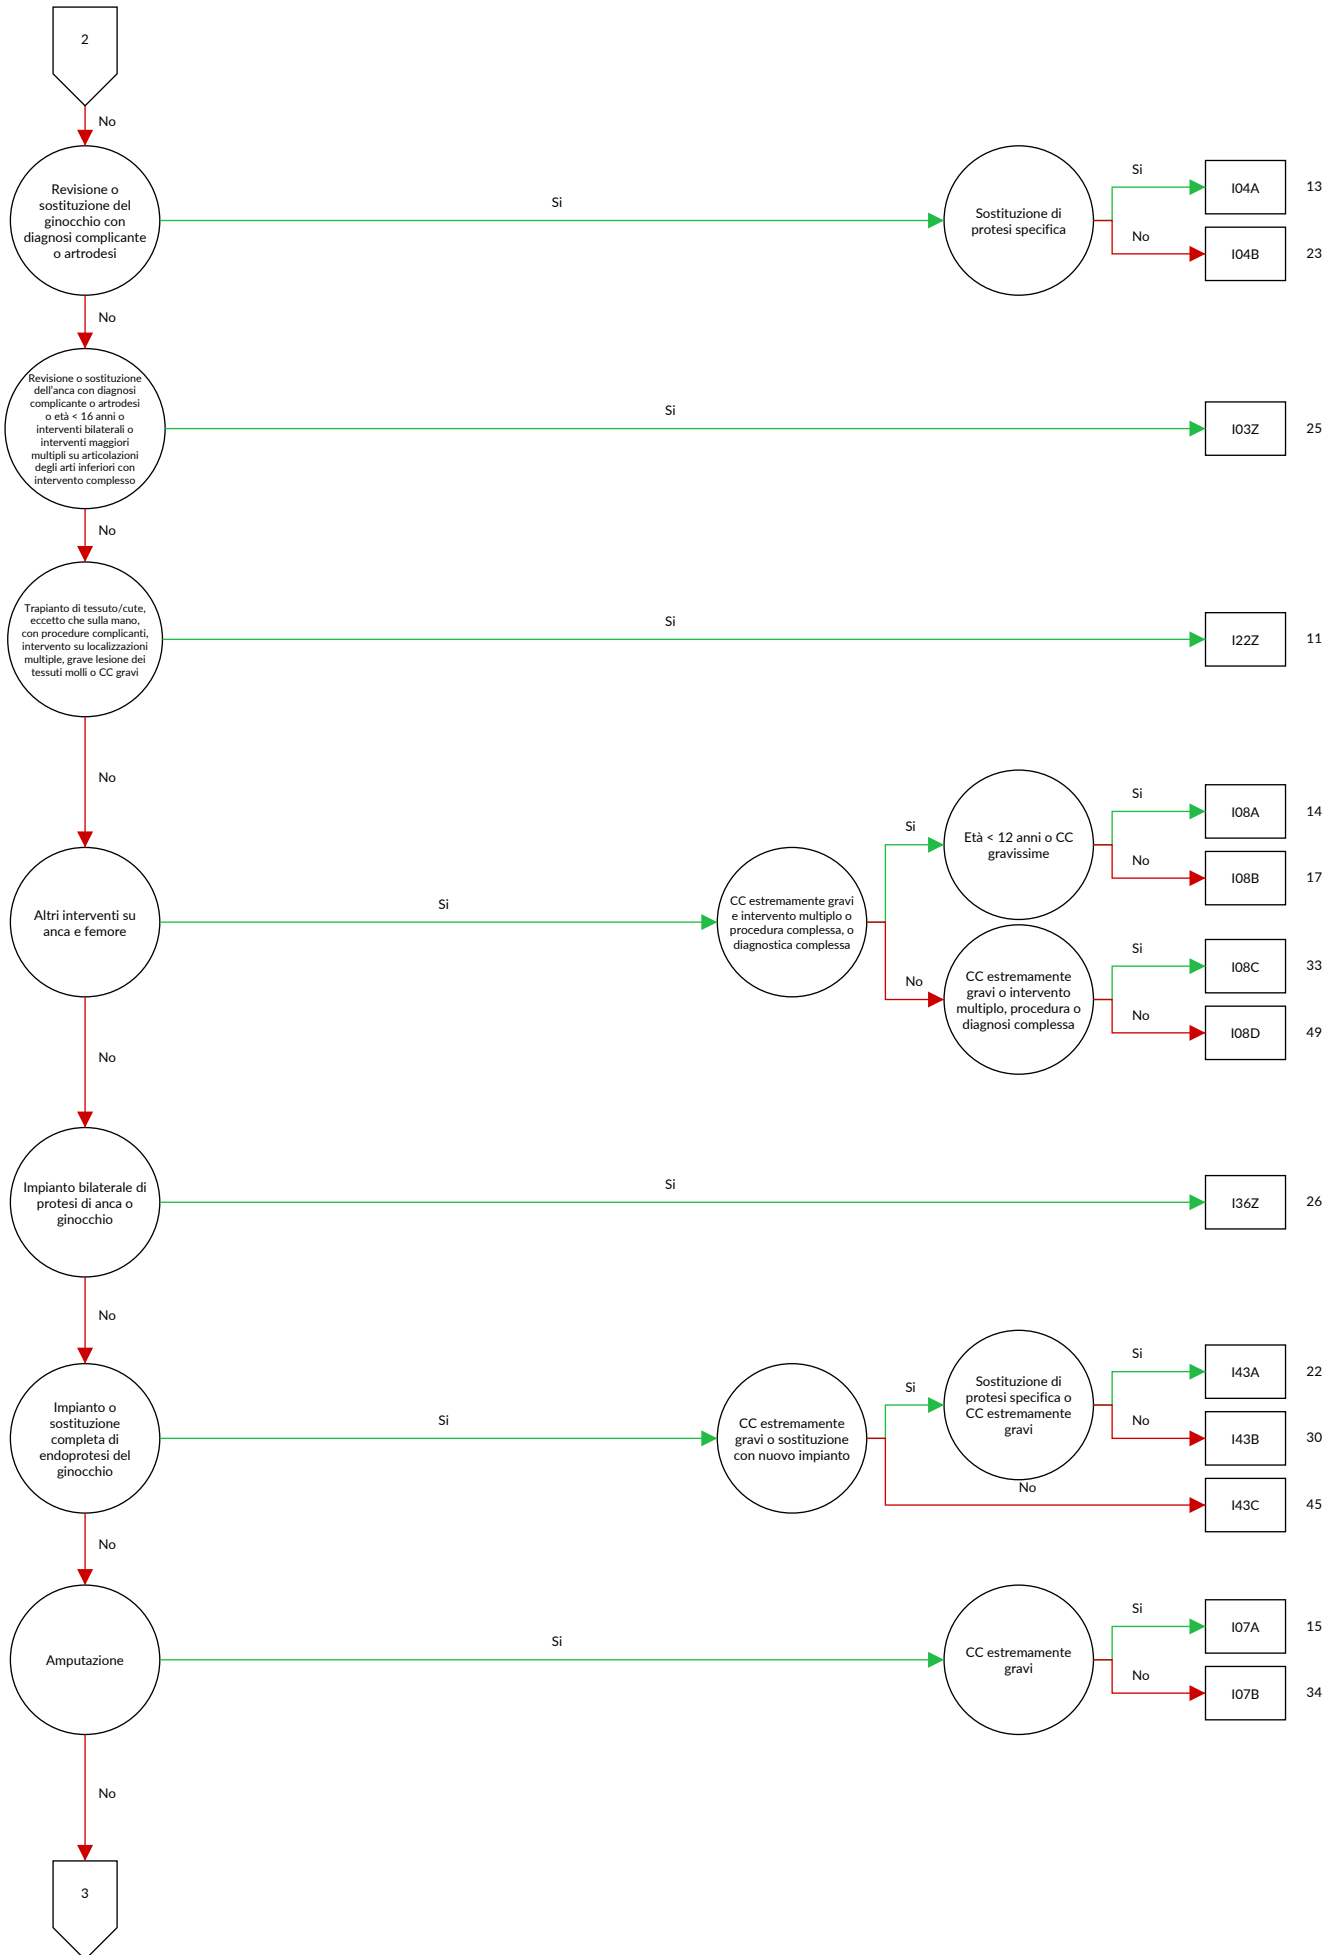 2
No
Revisione o
sostituzione del
ginocchio con
diagnosi complicante
o artrodesi
Si
Sostituzione di
protesi specifica
Si
I04A
13
No
I04B
23
No
Revisione o sostituzione
dell'anca con diagnosi
complicante o artrodesi
o età < 16 anni o
interventi bilaterali o
interventi maggiori
multipli su articolazioni
degli arti inferiori con
intervento complesso
Si
I03Z
25
No
Trapianto di tessuto/cute,
eccetto che sulla mano,
con procedure complicanti,
intervento su localizzazioni
multiple, grave lesione dei
tessuti molli o CC gravi
Si
I22Z
11
No
Altri interventi su
anca e femore
Si
CC estremamente gravi
e intervento multiplo o
procedura complessa, o
diagnostica complessa
Si
Età < 12 anni o CC
gravissime
Si
I08A
14
No
I08B
17
No
CC estremamente
gravi o intervento
multiplo, procedura o
diagnosi complessa
Si
I08C
33
No
I08D
49
No
Impianto bilaterale di
protesi di anca o
ginocchio
Si
I36Z
26
No
Impianto o
sostituzione
completa di
endoprotesi del
ginocchio
Si
CC estremamente
gravi o sostituzione
con nuovo impianto
Si
Sostituzione di
protesi specifica o
CC estremamente
gravi
Si
I43A
22
No
I43B
30
No
I43C
45
No
Amputazione
Si
CC estremamente
gravi
Si
I07A
15
No
I07B
34
No
3